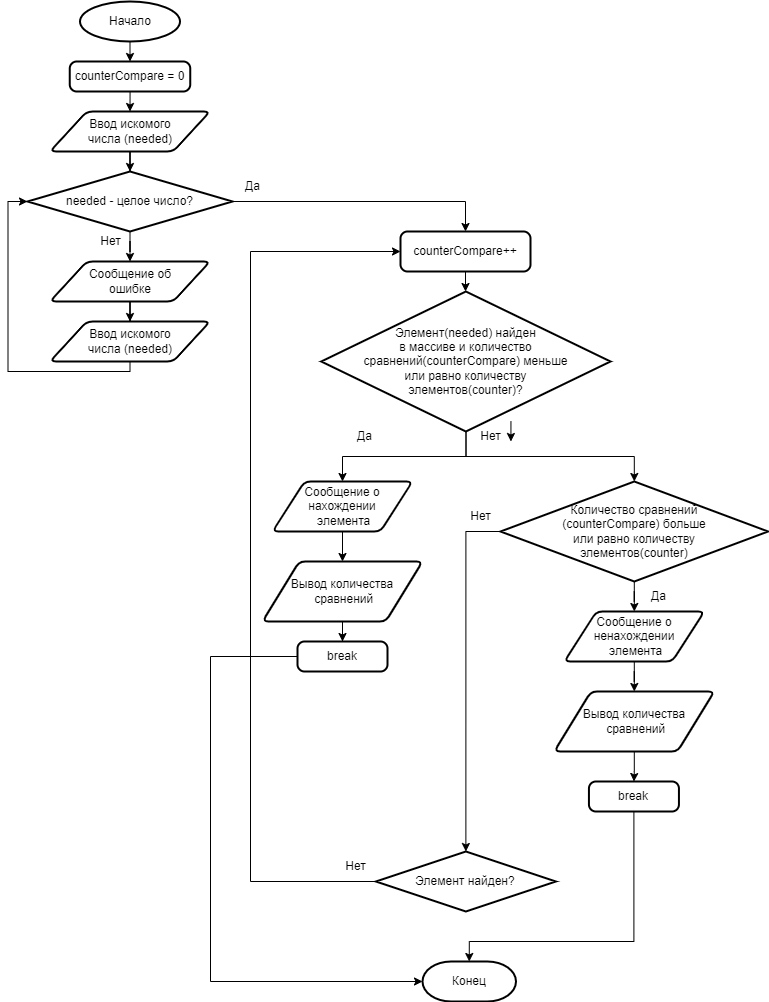 Начало
counterCompare = 0
Ввод искомого
числа (needed)
needed - целое число?
Да
Нет
Сообщение об
ошибке
Ввод искомого
числа (needed)
counterCompare++
Элемент(needed) найден
в массиве и количество
сравнений(counterCompare) меньше
или равно количеству
элементов(counter)?
Да
Нет
Сообщение о
нахождении
элемента
Вывод количества
сравнений
break
Количество сравнений
(counterCompare) больше
или равно количеству
элементов(counter)
Нет
Да
Сообщение о
ненахождении
элемента
Вывод количества
сравнений
break
Нет
Элемент найден?
Конец